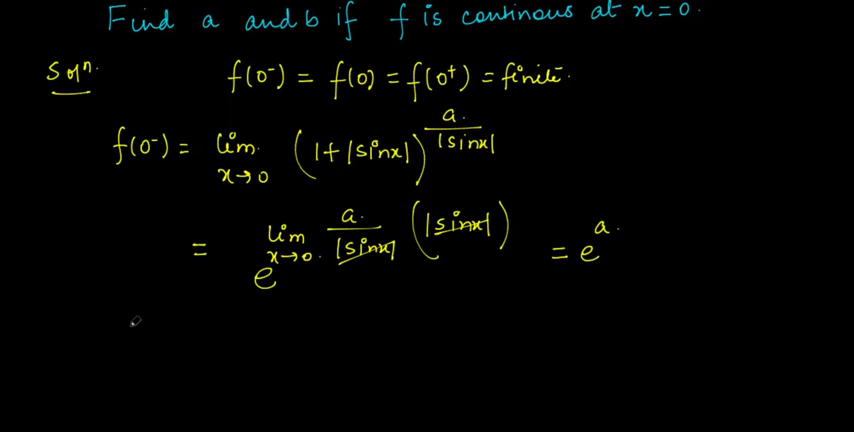 Find a and b if f is continous at x=0.
Solⁿ. f(0⁻) = f(0) = f(0⁺) = finite.
f(0⁻) = lim x→0 (1+|sinx|)^(a/|sinx|)
= e^(lim x→0 a/|sinx| (|sinx|)) = e^a.